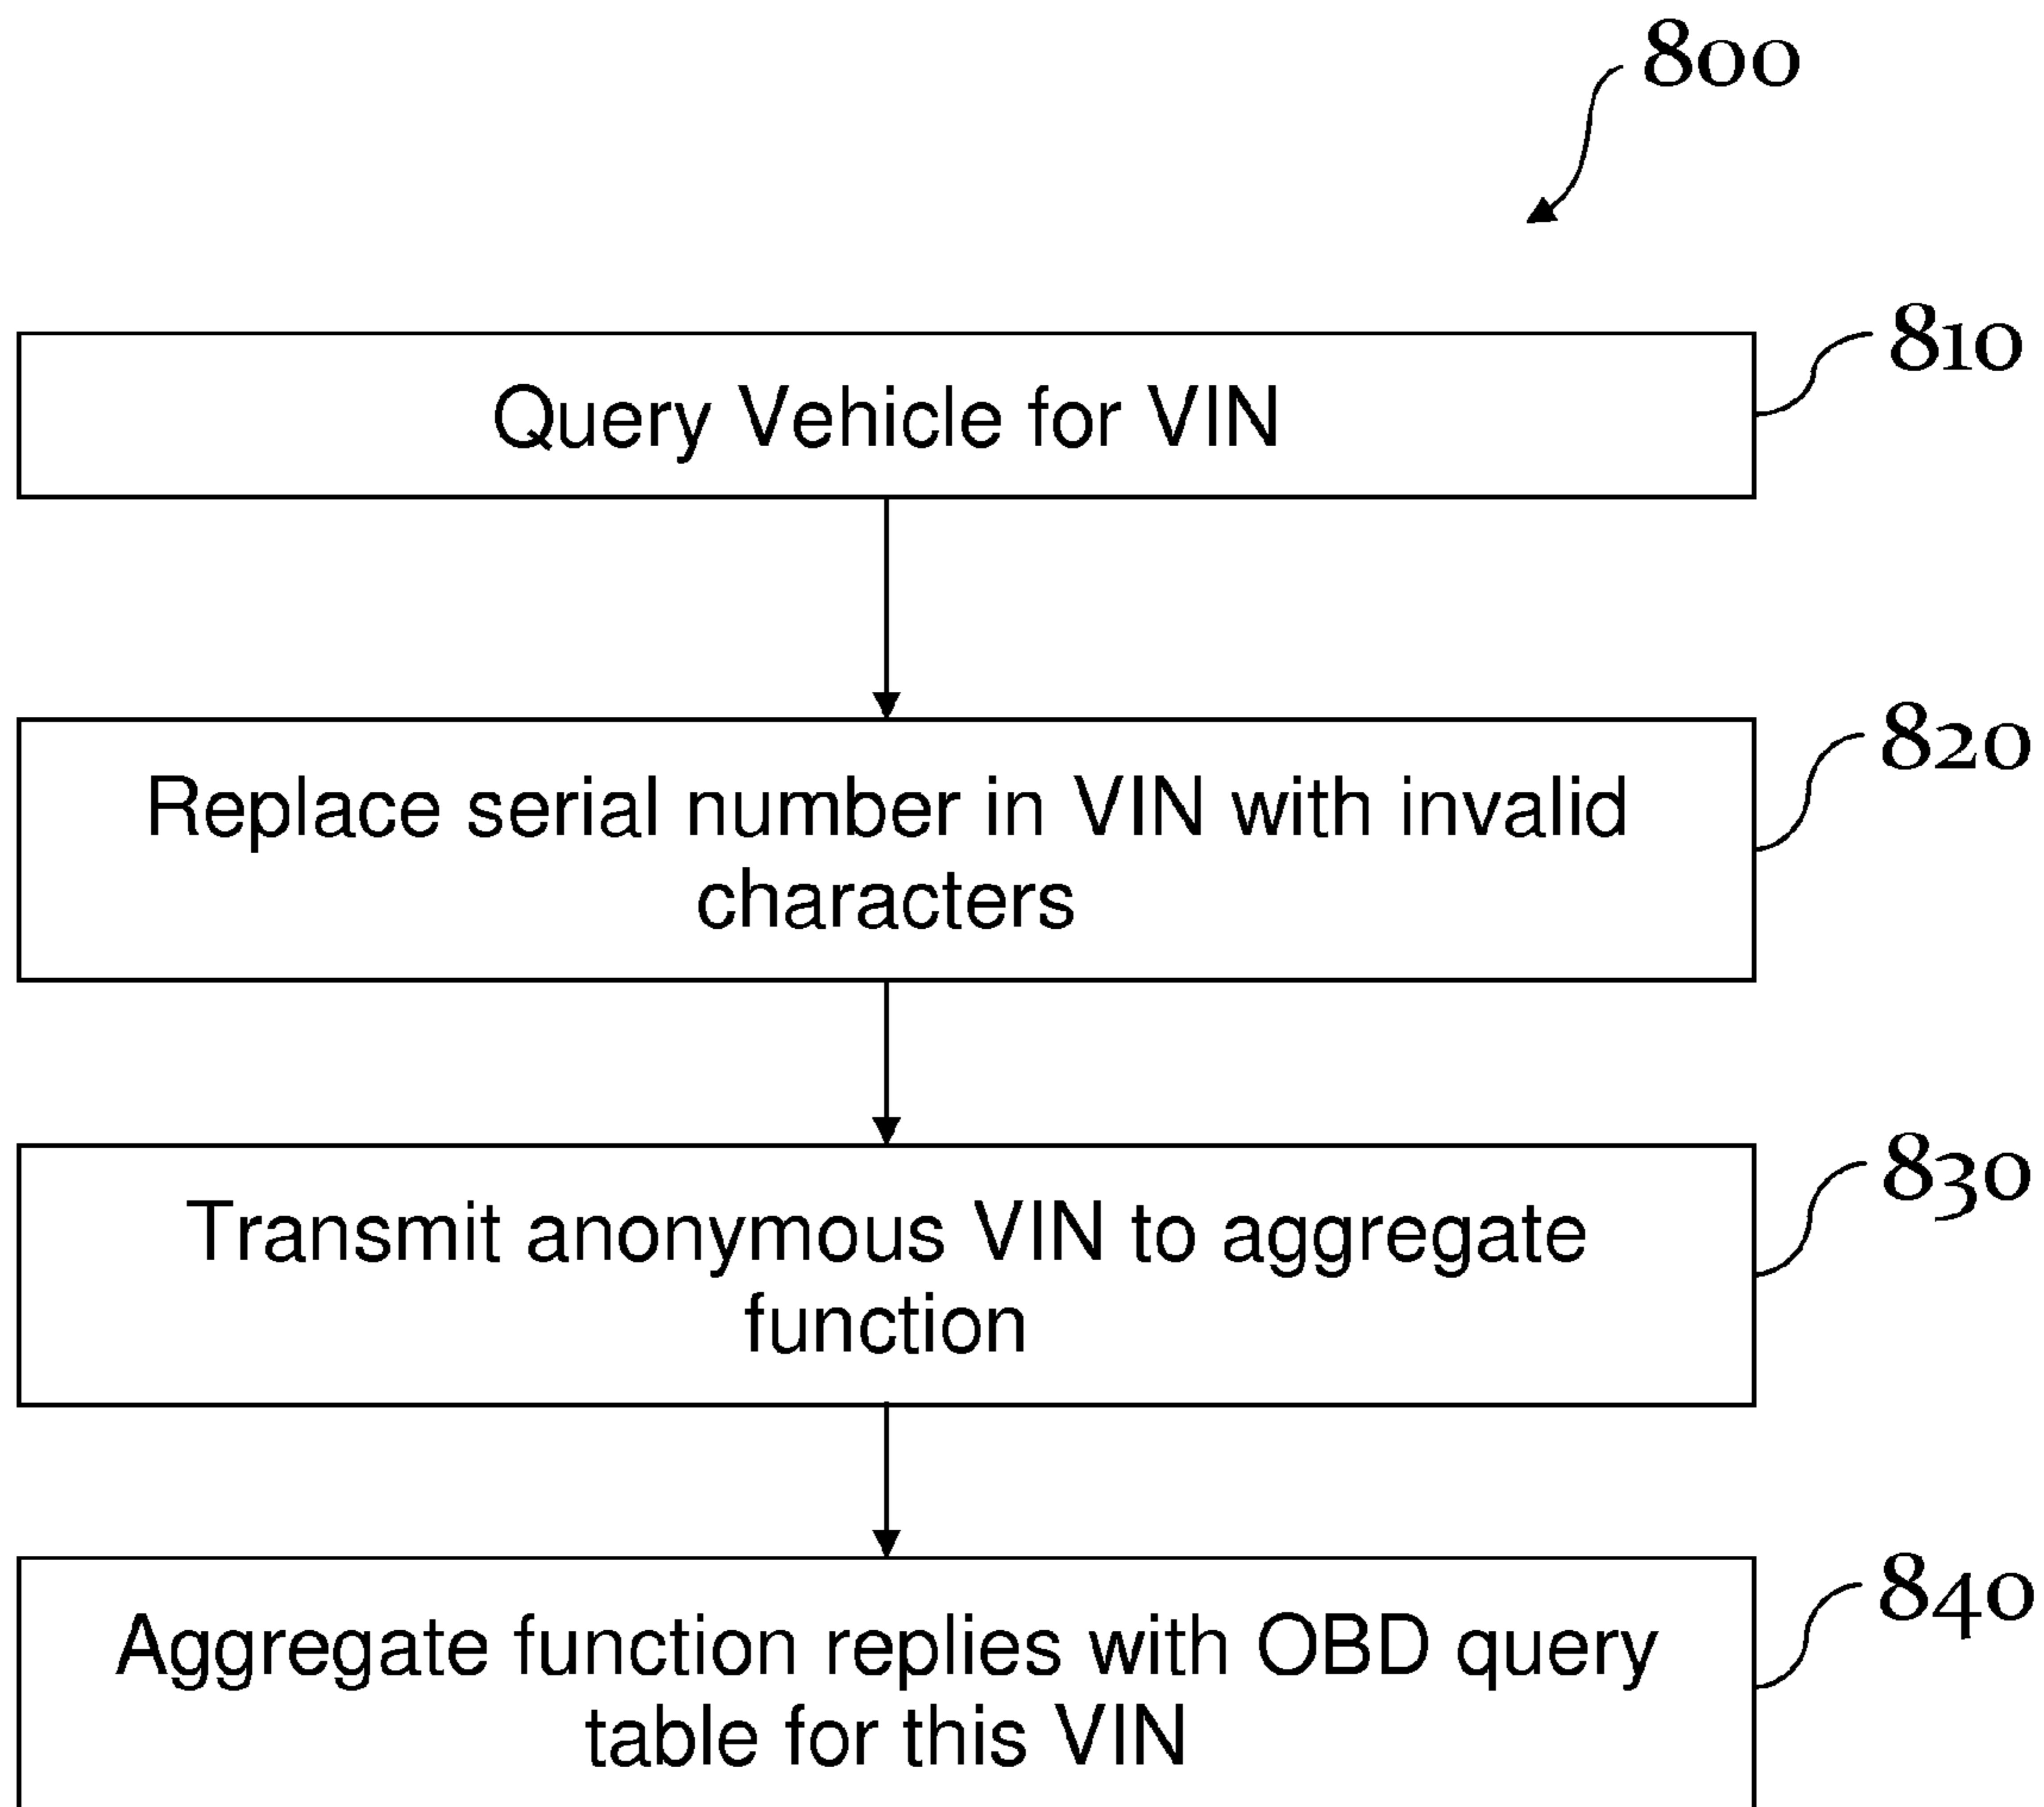 800
810
Query Vehicle for VIN
820
Replace serial number in VIN with invalid
characters
830
Transmit anonymous VIN to aggregate
function
840
Aggregate function replies with OBD query
table for this VIN